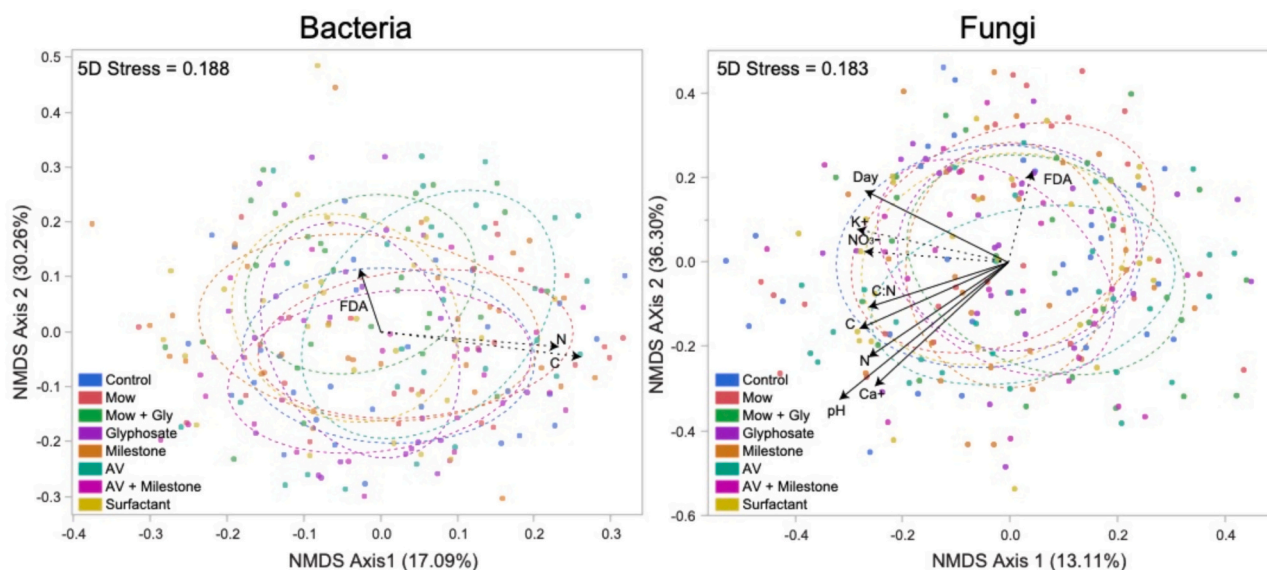 Bacteria
5D Stress = 0.188
NMDS Axis 2 (30.26%)
0.5
0.4
0.3
0.2
0.1
0.0
-0.1
-0.2
-0.3
FDA
N
C
Control
Mow
Mow + Gly
Glyphosate
Milestone
AV
AV + Milestone
Surfactant
-0.4
-0.3
-0.2
-0.1
0.0
0.1
0.2
0.3
NMDS Axis1 (17.09%)
Fungi
5D Stress = 0.183
NMDS Axis 2 (36.30%)
0.4
0.2
0.0
-0.2
-0.4
-0.6
Day
FDA
K+
NO₃-
C:N
C
N
Ca+
pH
Control
Mow
Mow + Gly
Glyphosate
Milestone
AV
AV + Milestone
Surfactant
-0.4
-0.2
0.0
0.2
0.4
NMDS Axis 1 (13.11%)